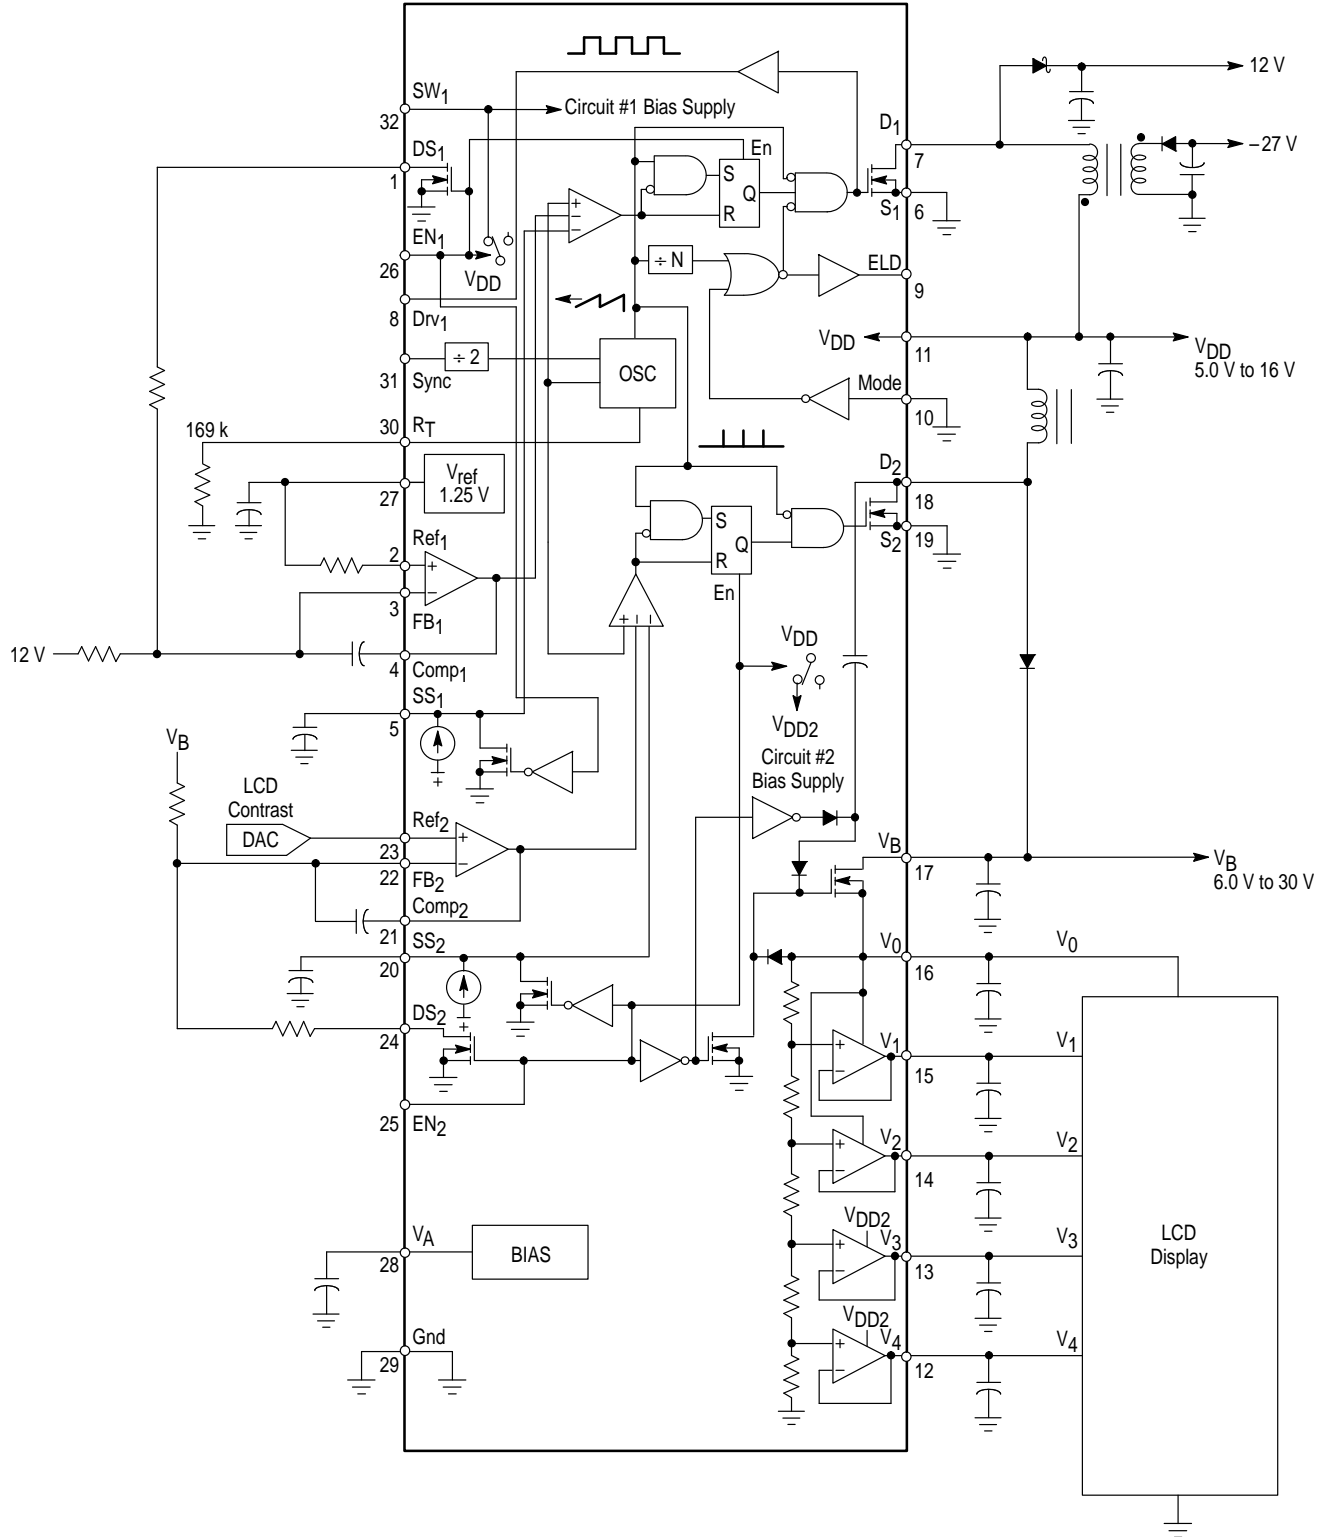 SW1
32
Circuit #1 Bias Supply
DS1
1
EN1
26
VDD
8
Drv1
31
Sync
÷ 2
OSC
30
RT
169 k
27
Vref
1.25 V
Ref1
2
+
−
3
FB1
12 V
4
Comp1
SS1
5
+
+
−
−
S
En
Q
R
÷ N
D1
7
S1
6
ELD
9
VDD
11
Mode
10
12 V
−27 V
VDD
5.0 V to 16 V
D2
18
S2
19
S
Q
R
En
+
−
−
VDD
VDD2
Circuit #2
Bias Supply
VB
LCD
Contrast
DAC
Ref2
23
+
−
22
FB2
Comp2
21
SS2
20
+
DS2
24
25
EN2
VB
17
VB
6.0 V to 30 V
V0
16
V0
+
−
V1
15
V1
+
−
V2
14
V2
VDD2
+
−
V3
13
V3
VDD2
+
−
V4
12
V4
LCD
Display
VA
28
BIAS
Gnd
29